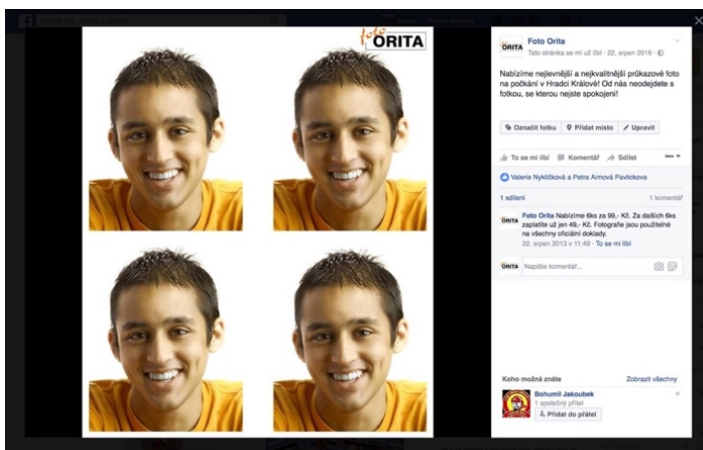 foto
ORITA
ORITA
Foto Orita
Tato stránka se mi už líbí · 22. srpen 2016 ·
Nabízíme nejlevnější a nejkvalitnější průkazové foto
na počkání v Hradci Králové! Od nás neodejdete s
fotkou, se kterou nejste spokojeni!
Označit fotku Přidat místo Upravit
To se mi líbí Komentář Sdílet
Valerie Nyklíčková a Petra Aimová Pavlickova
1 sdílení 1 komentář
ORITA
Foto Orita Nabízíme 6ks za 99,- Kč. Za dalších 6ks
zaplatíte už jen 49,- Kč. Fotografie jsou použitelné
na všechny oficiální doklady.
22. srpen 2013 v 11:49 · To se mi líbí
ORITA
Napište komentář...
Koho možná znáte Zobrazit všechny
Bohumil Jakoubek
1 společný přítel
Přidat do přátel